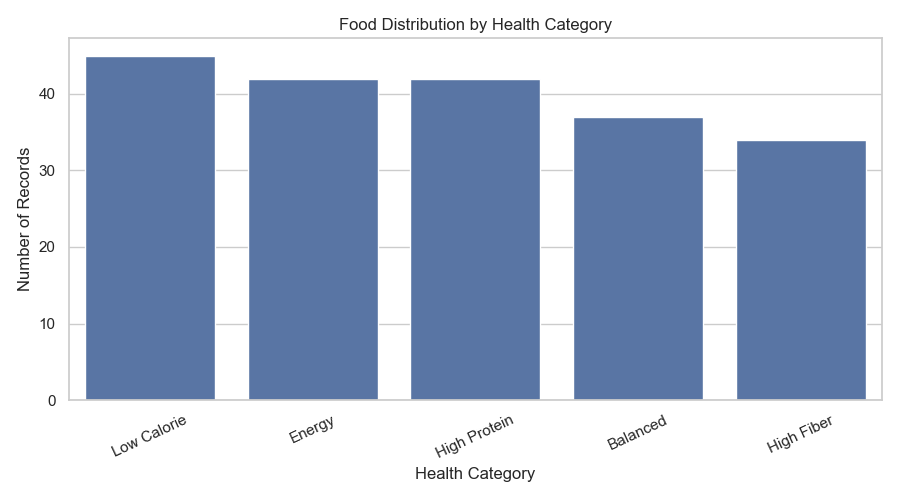 Food Distribution by Health Category
Number of Records
40
30
20
10
0
Low Calorie
Energy
High Protein
Balanced
High Fiber
Health Category